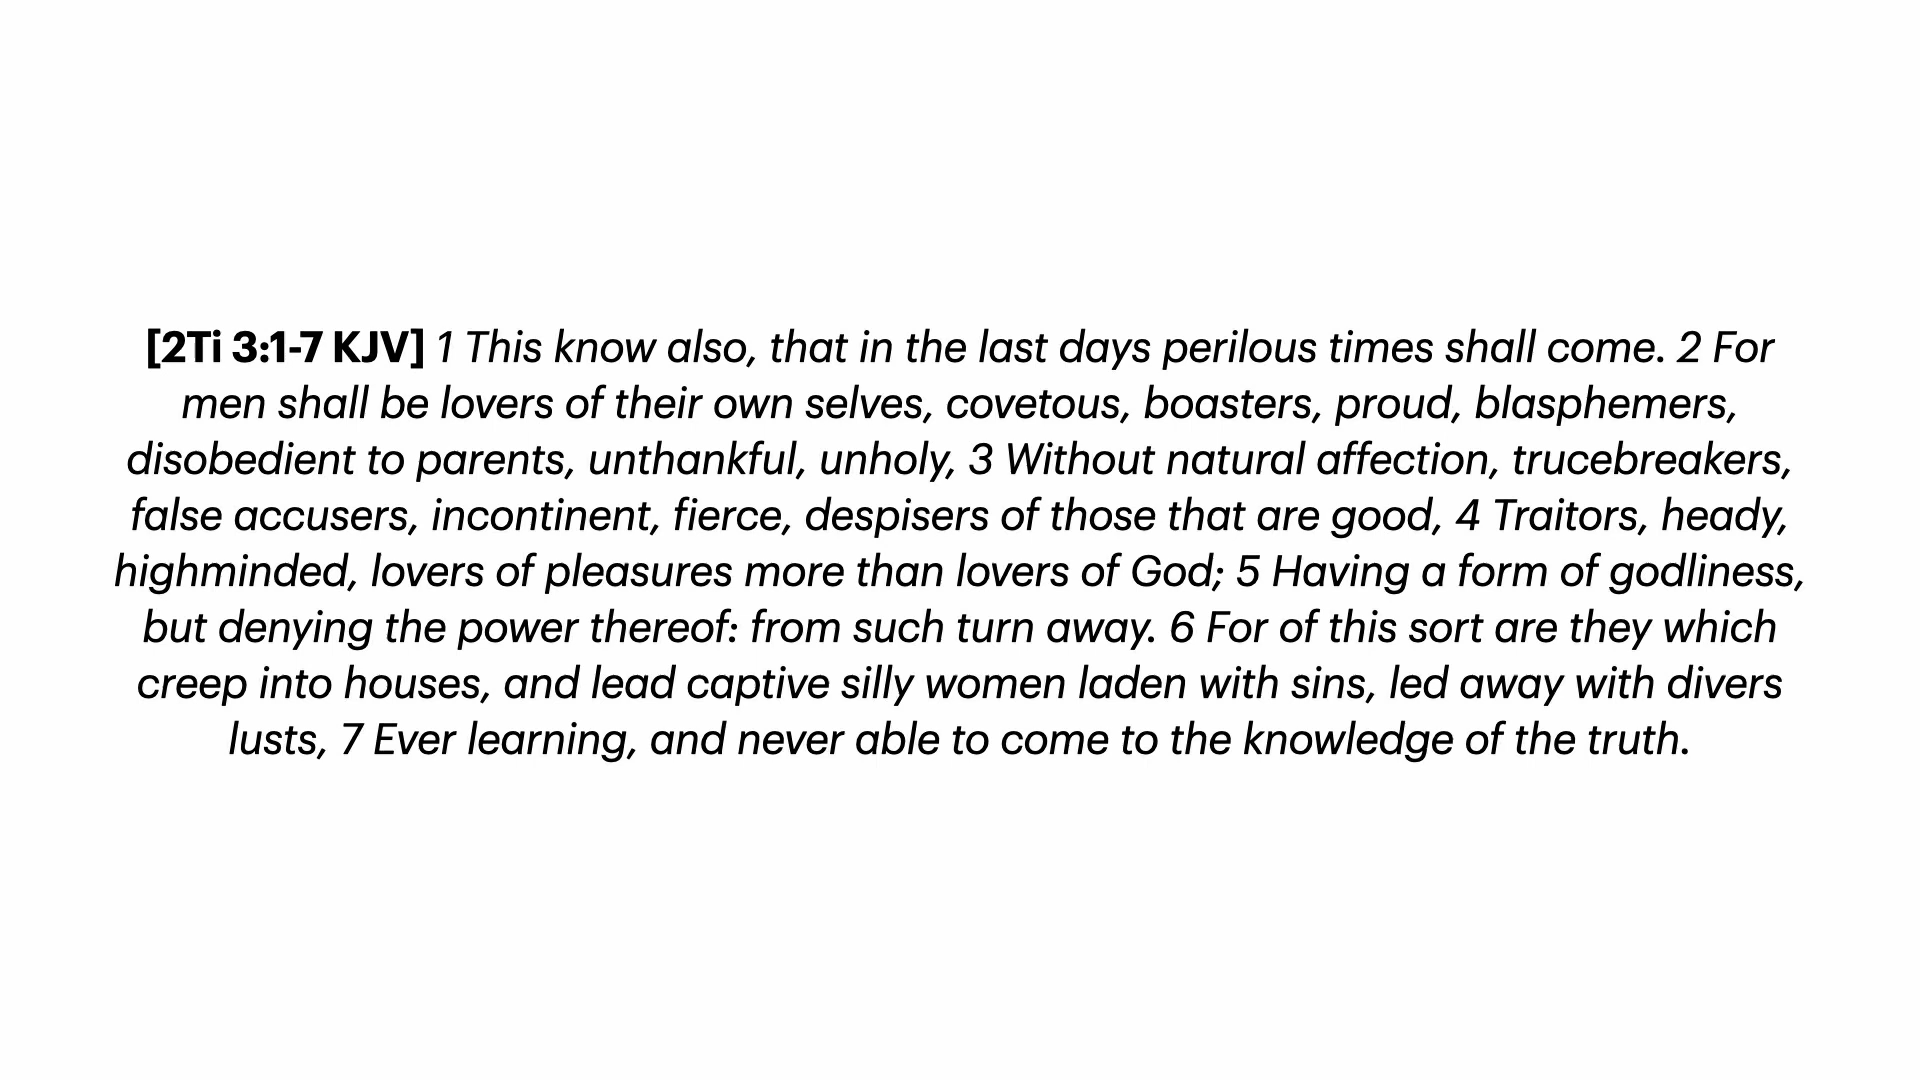 [2Ti 3:1-7 KJV] 1 This know also, that in the last days perilous times shall come. 2 For
men shall be lovers of their own selves, covetous, boasters, proud, blasphemers,
disobedient to parents, unthankful, unholy, 3 Without natural affection, trucebreakers,
false accusers, incontinent, fierce, despisers of those that are good, 4 Traitors, heady,
highminded, lovers of pleasures more than lovers of God; 5 Having a form of godliness,
but denying the power thereof: from such turn away. 6 For of this sort are they which
creep into houses, and lead captive silly women laden with sins, led away with divers
lusts, 7 Ever learning, and never able to come to the knowledge of the truth.